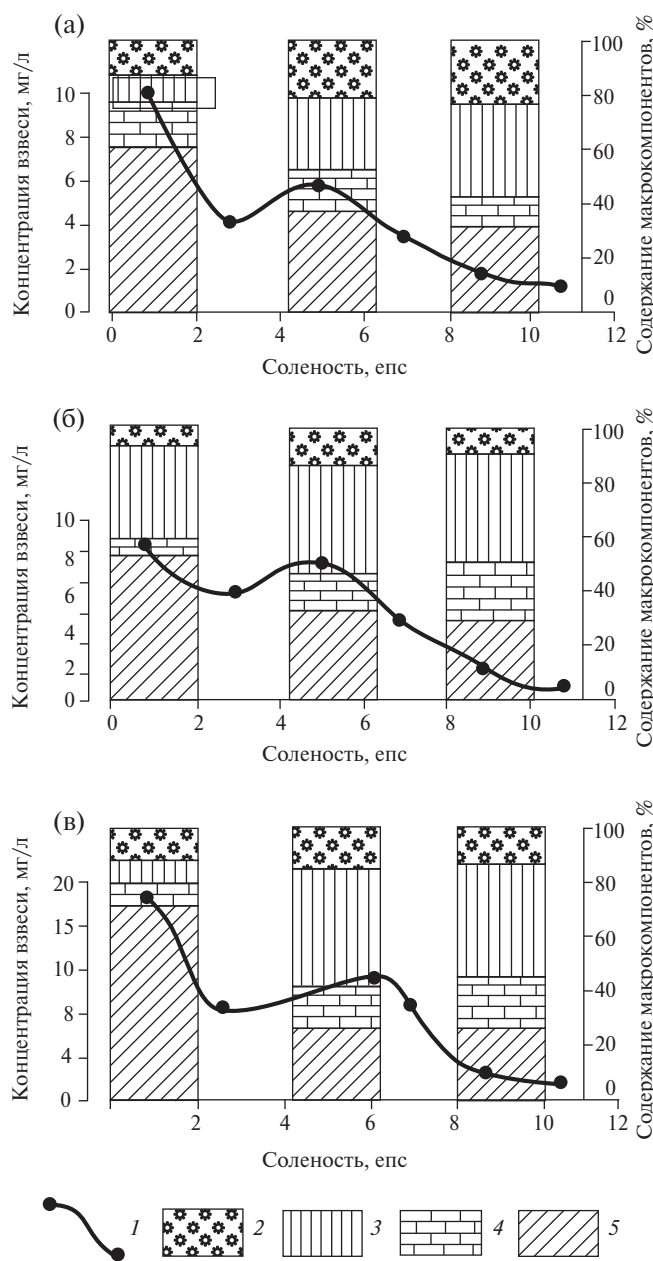 (а)
Концентрация взвеси, мг/л
Содержание макрокомпонентов, %
10
8
6
4
2
0
100
80
60
40
20
0
0 2 4 6 8 10 12
Соленость, епс
(б)
Концентрация взвеси, мг/л
Содержание макрокомпонентов, %
10
8
6
4
2
0
100
80
60
40
20
0
0 2 4 6 8 10 12
Соленость, епс
(в)
Концентрация взвеси, мг/л
Содержание макрокомпонентов, %
20
15
10
8
4
0
100
80
60
40
20
0
2 4 6 8 10 12
Соленость, епс
1 2 3 4 5